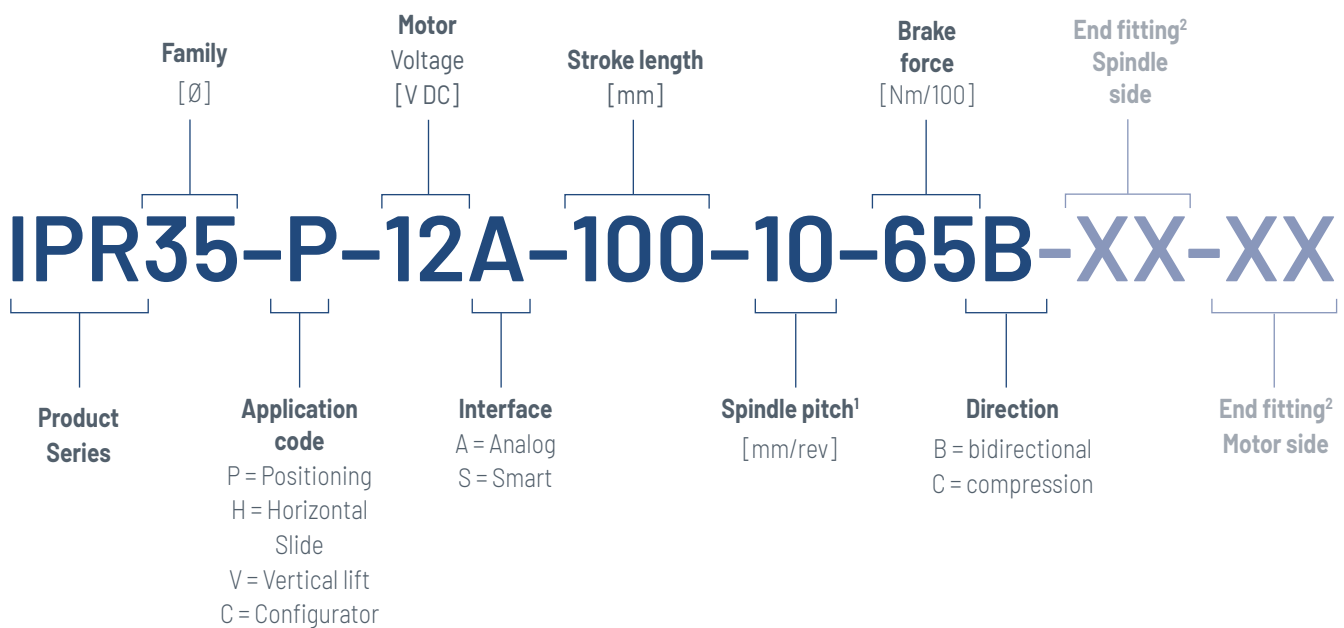 Family
[Ø]
Motor
Voltage
[V DC]
Stroke length
[mm]
Brake
force
[Nm/100]
End fitting²
Spindle
side
IPR35–P–12A–100–10–65B–XX–XX
Product
Series
Application
code
P = Positioning
H = Horizontal
Slide
V = Vertical lift
C = Configurator
Interface
A = Analog
S = Smart
Spindle pitch¹
[mm/rev]
Direction
B = bidirectional
C = compression
End fitting²
Motor side